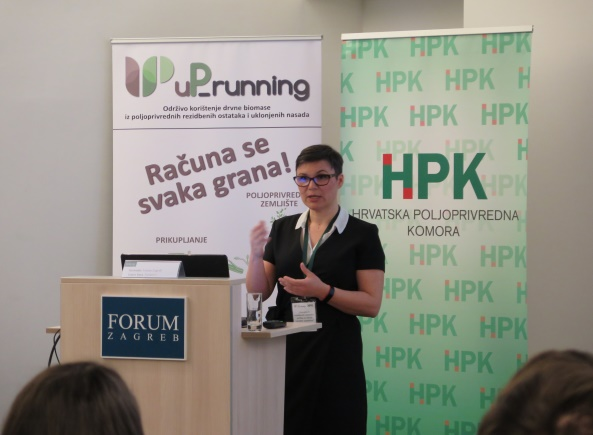 uP_running
Održivo korištenje drvne biomase
iz poljoprivrednih rezidbenih ostataka i uklonjenih nasada
Računa se
svaka grana!
POLJOPRIVRED
ZEMLJIŠTE
PRIKUPLJANJE
HPK
HRVATSKA POLJOPRIVREDNA
KOMORA
FORUM
ZAGREB